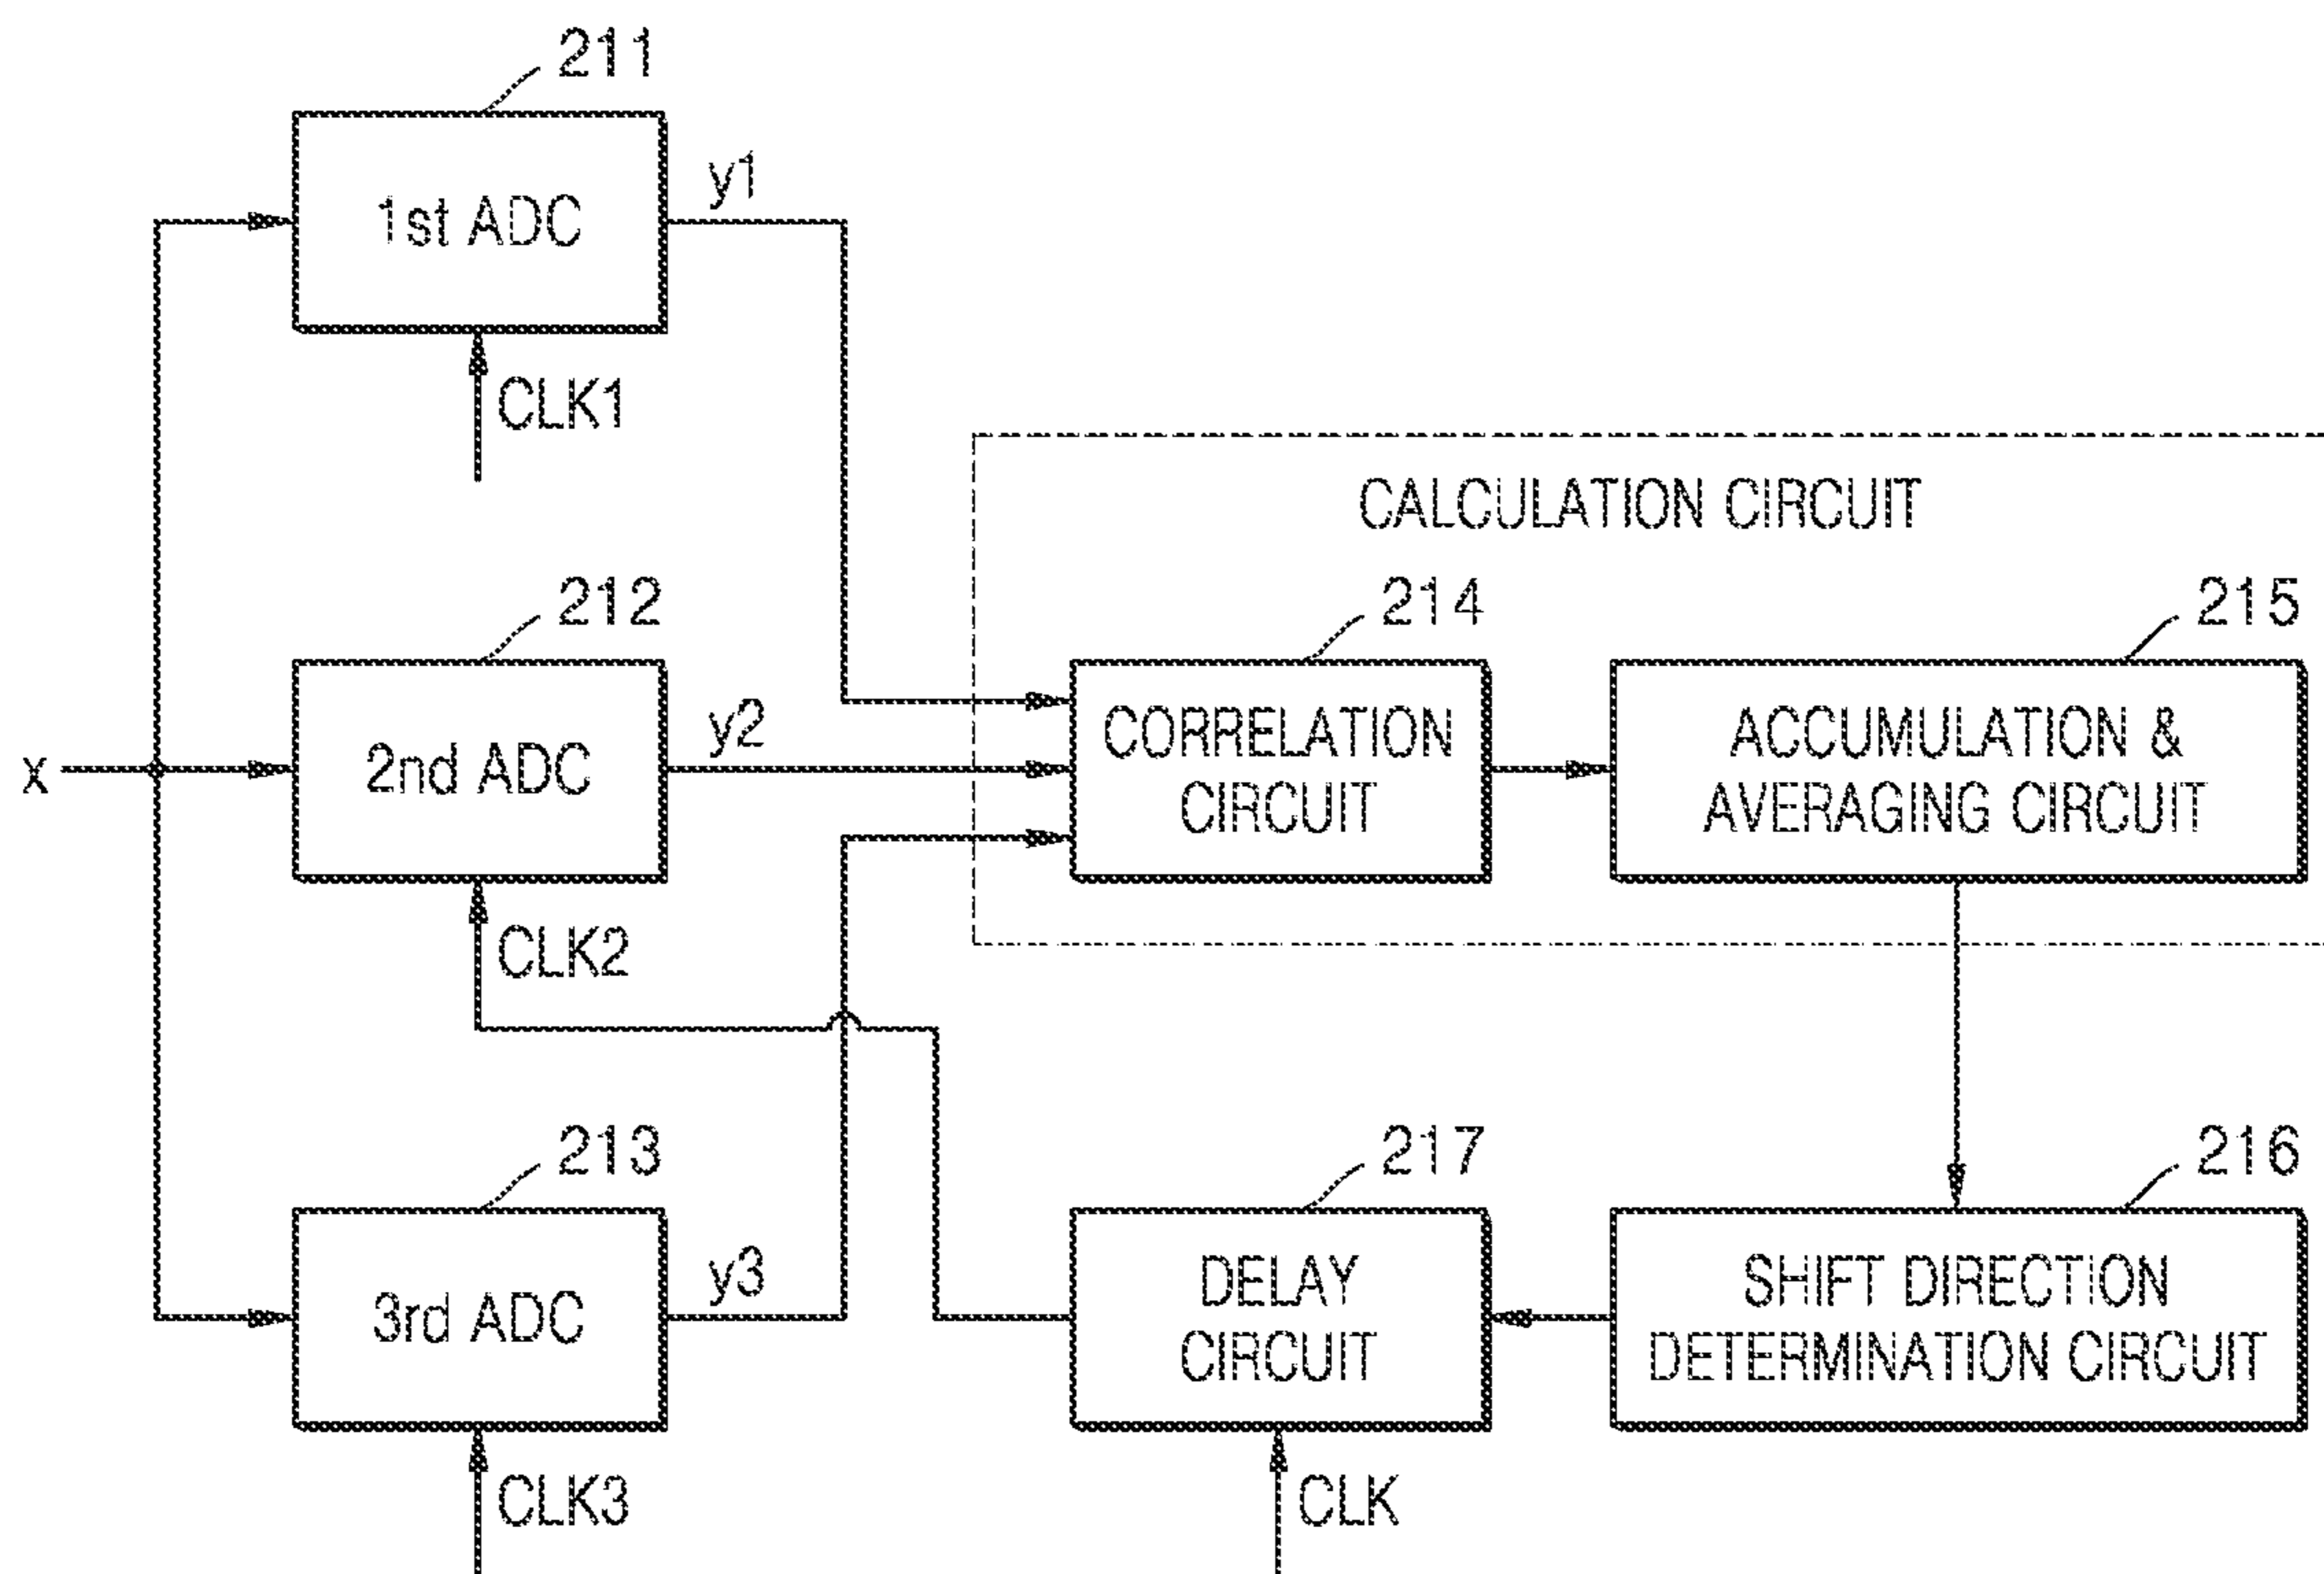 211
1st ADC
y1
CLK1
CALCULATION CIRCUIT
212
214
215
x
2nd ADC
y2
CORRELATION
CIRCUIT
ACCUMULATION &
AVERAGING CIRCUIT
CLK2
213
217
216
3rd ADC
y3
DELAY
CIRCUIT
SHIFT DIRECTION
DETERMINATION CIRCUIT
CLK3
CLK